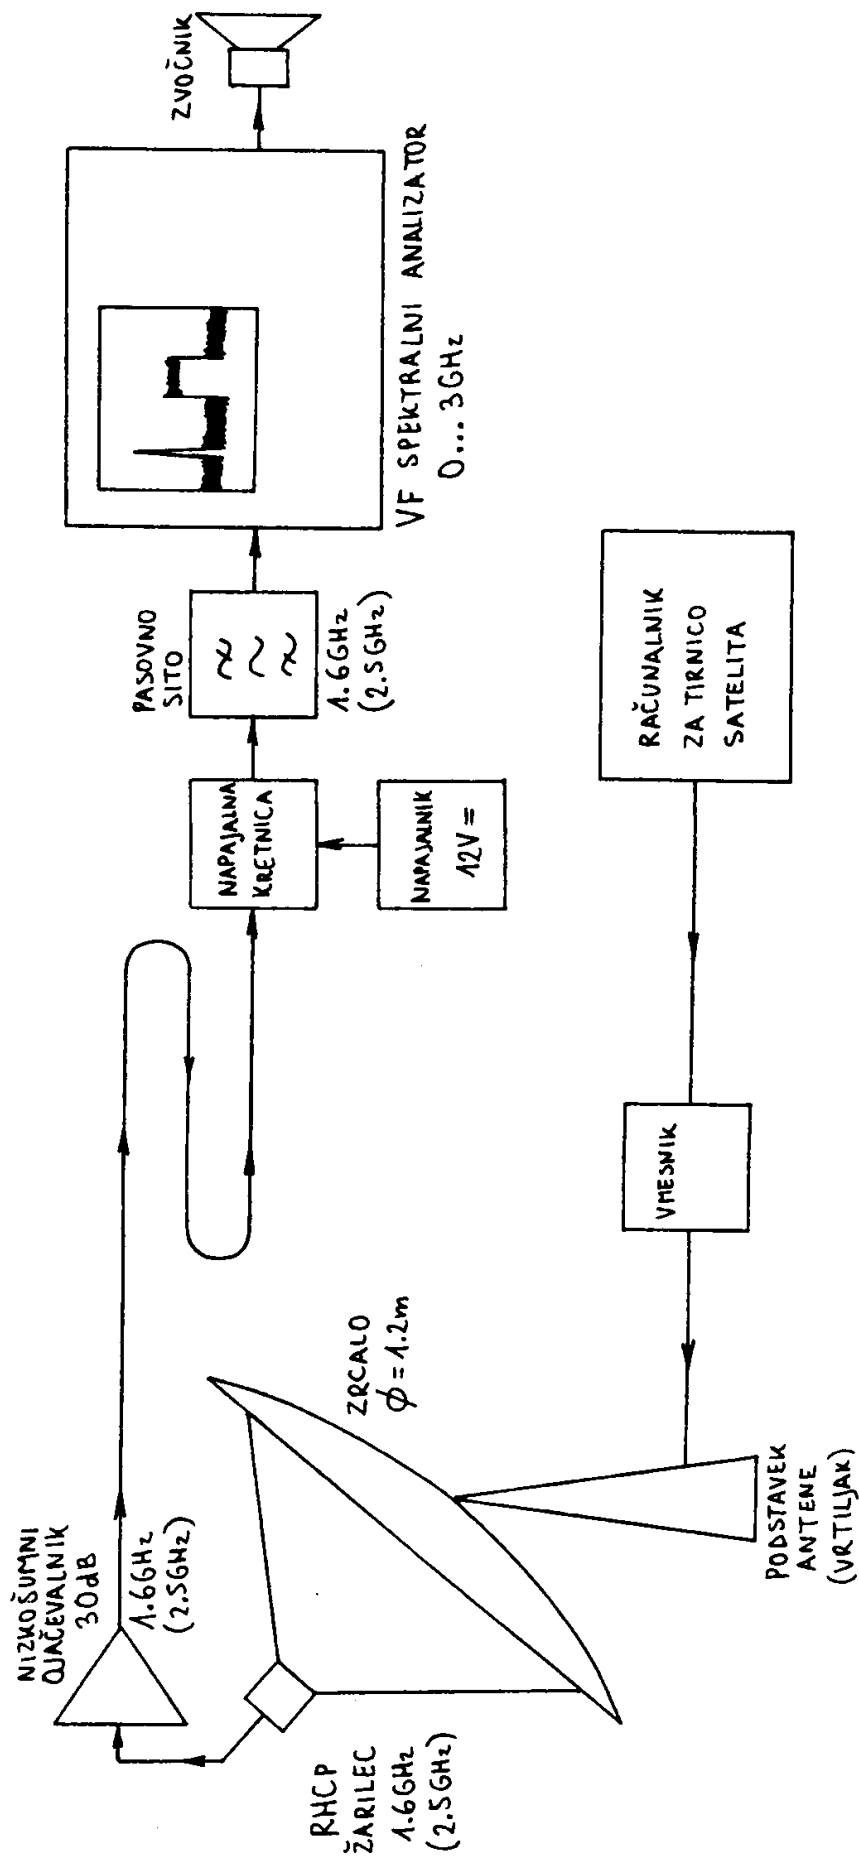 NIZKOŠUMNI
OJAČEVALNIK
30dB
1.6GHz
(2.5GHz)
RHCP
ŽARILEC
1.6GHz
(2.5GHz)
ZRCALO
ϕ=1.2m
PODSTAVEK
ANTENE
(VRTILJAK)
VMESNIK
RAČUNALNIK
ZA TIRNICO
SATELITA
NAPAJALNA
KRETNICA
NAPAJALNIK
12V =
PASOVNO
SITO
1.6GHz
(2.5GHz)
VF SPEKTRALNI ANALIZATOR
0... 3GHz
ZVOČNIK